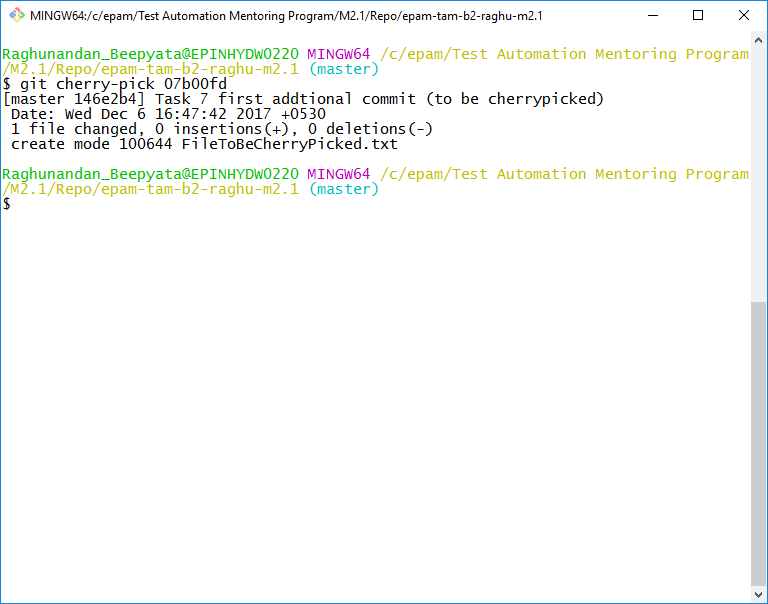 MINGW64:/c/epam/Test Automation Mentoring Program/M2.1/Repo/epam-tam-b2-raghu-m2.1
Raghunandan_Beepyata@EPINHYDW0220 MINGW64 /c/epam/Test Automation Mentoring Program
/M2.1/Repo/epam-tam-b2-raghu-m2.1 (master)
$ git cherry-pick 07b00fd
[master 146e2b4] Task 7 first addtional commit (to be cherrypicked)
 Date: Wed Dec 6 16:47:42 2017 +0530
 1 file changed, 0 insertions(+), 0 deletions(-)
 create mode 100644 FileToBeCherryPicked.txt
Raghunandan_Beepyata@EPINHYDW0220 MINGW64 /c/epam/Test Automation Mentoring Program
/M2.1/Repo/epam-tam-b2-raghu-m2.1 (master)
$